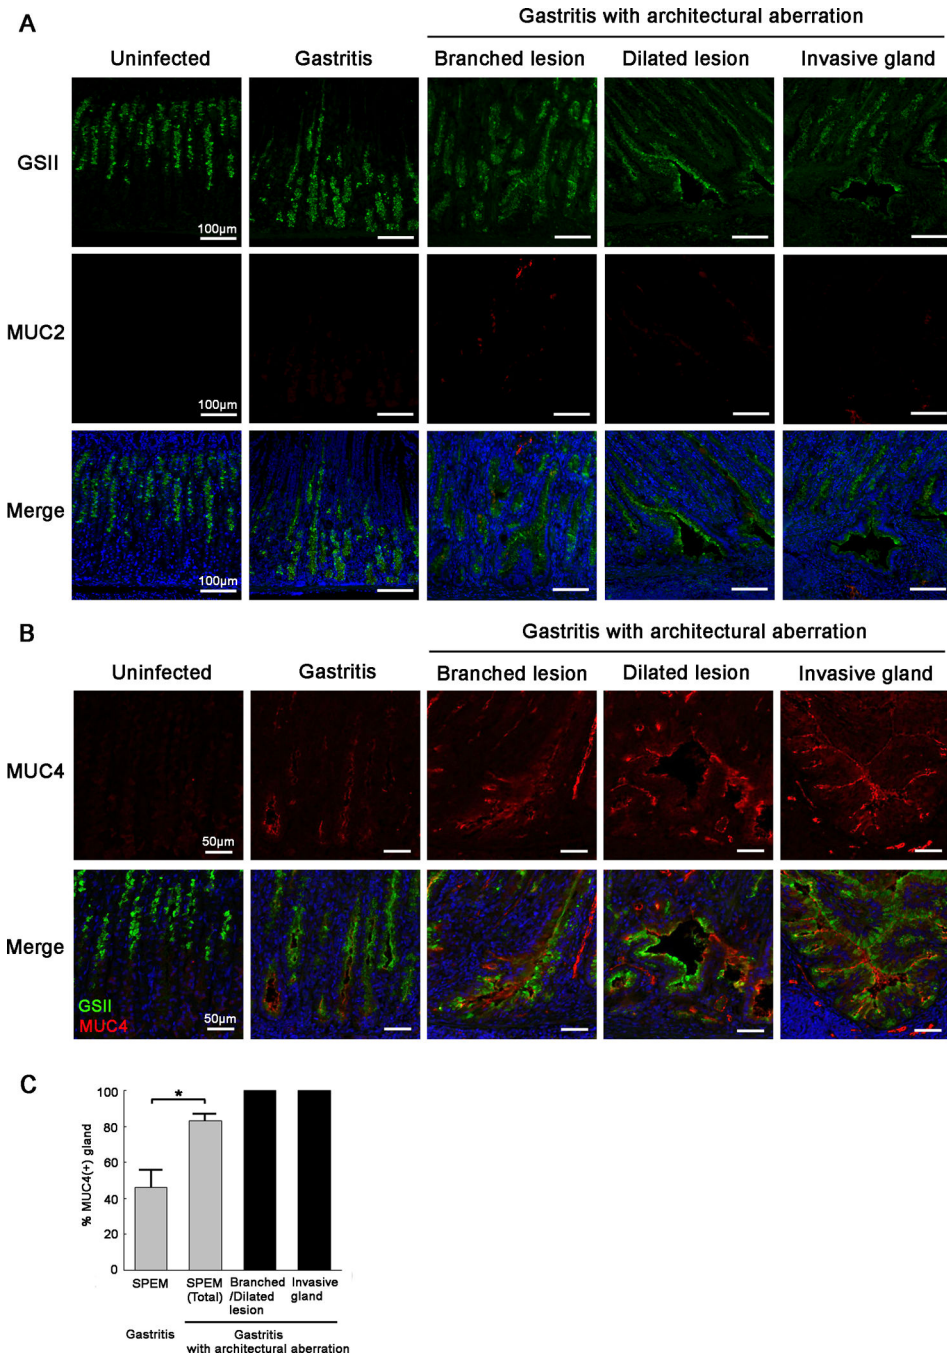 A
Gastritis with architectural aberration
Uninfected
Gastritis
Branched lesion
Dilated lesion
Invasive gland
GSII
100μm
MUC2
100μm
Merge
100μm
B
Gastritis with architectural aberration
Uninfected
Gastritis
Branched lesion
Dilated lesion
Invasive gland
MUC4
50μm
Merge
GSII
MUC4
50μm
C
% MUC4(+) gland
100
80
60
40
20
0
*
SPEM
SPEM
(Total)
Branched
/Dilated
lesion
Invasive
gland
Gastritis
Gastritis
with architectural aberration